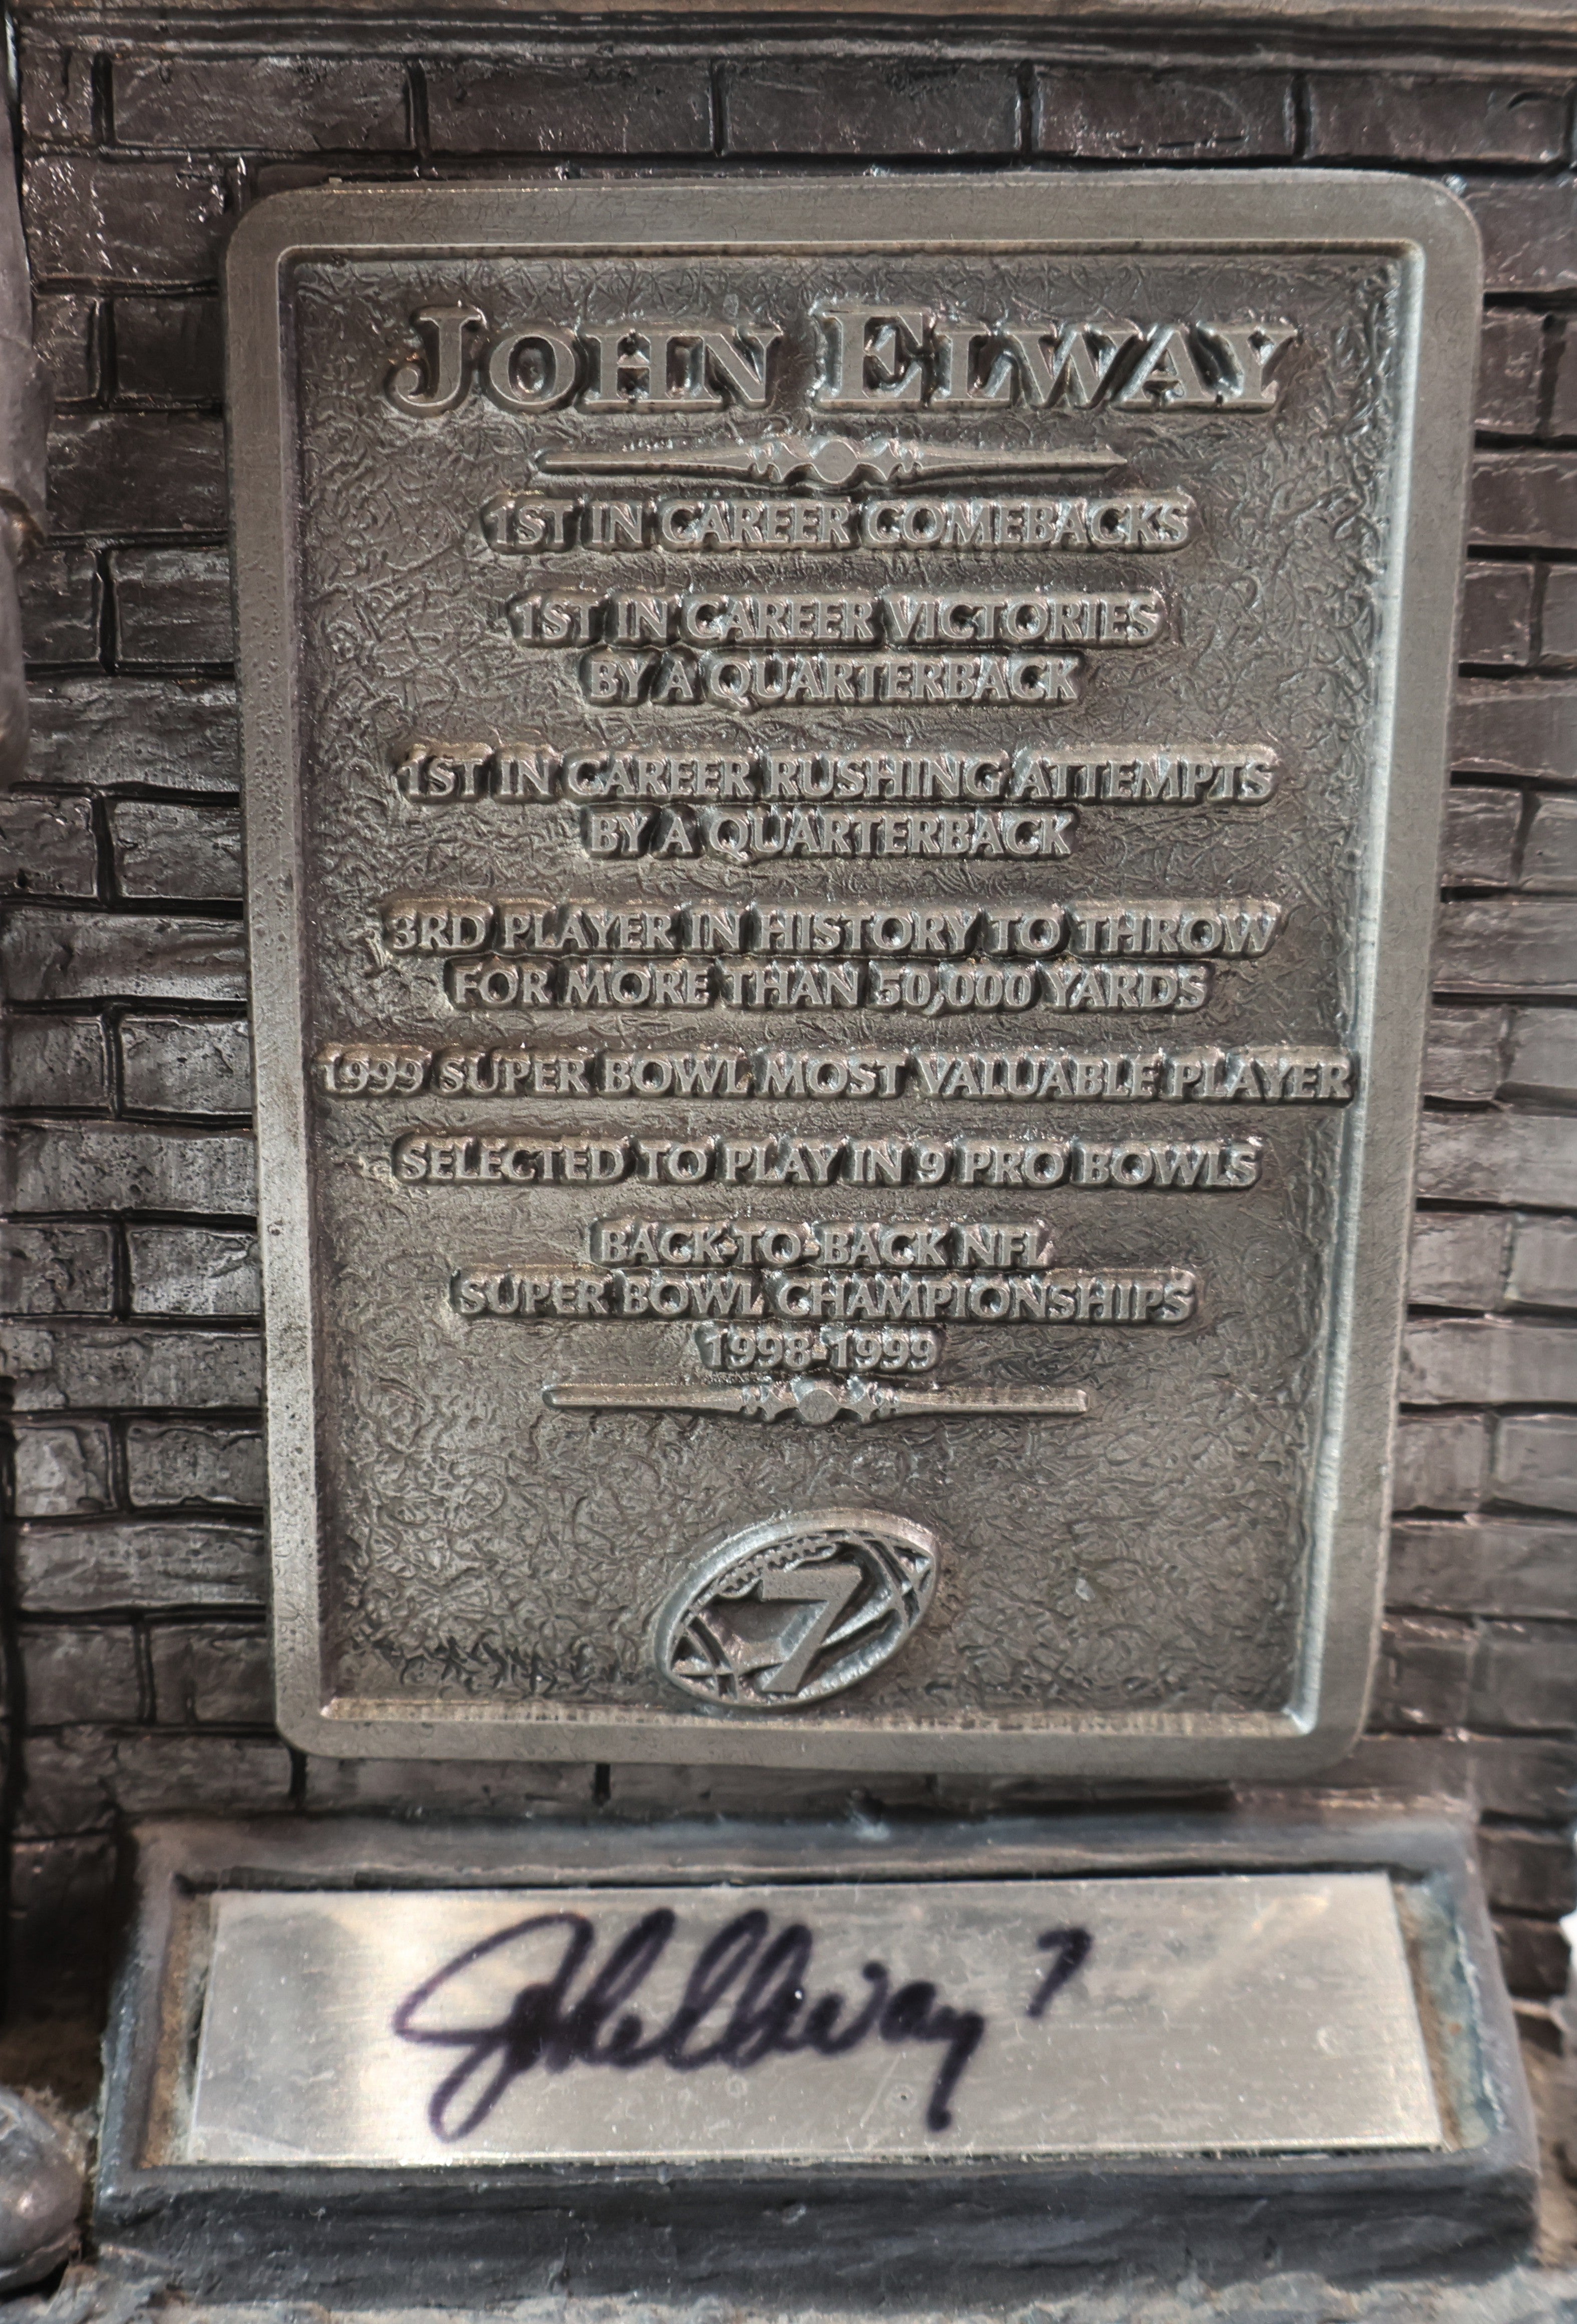 JOHN ELWAY
1ST IN CAREER COMEBACKS
1ST IN CAREER VICTORIES
BY A QUARTERBACK
1ST IN CAREER RUSHING ATTEMPTS
BY A QUARTERBACK
3RD PLAYER IN HISTORY TO THROW
FOR MORE THAN 50,000 YARDS
1999 SUPER BOWL MOST VALUABLE PLAYER
SELECTED TO PLAY IN 9 PRO BOWLS
BACK-TO-BACK NFL
SUPER BOWL CHAMPIONSHIPS
1998-1999
7
John Elway 7